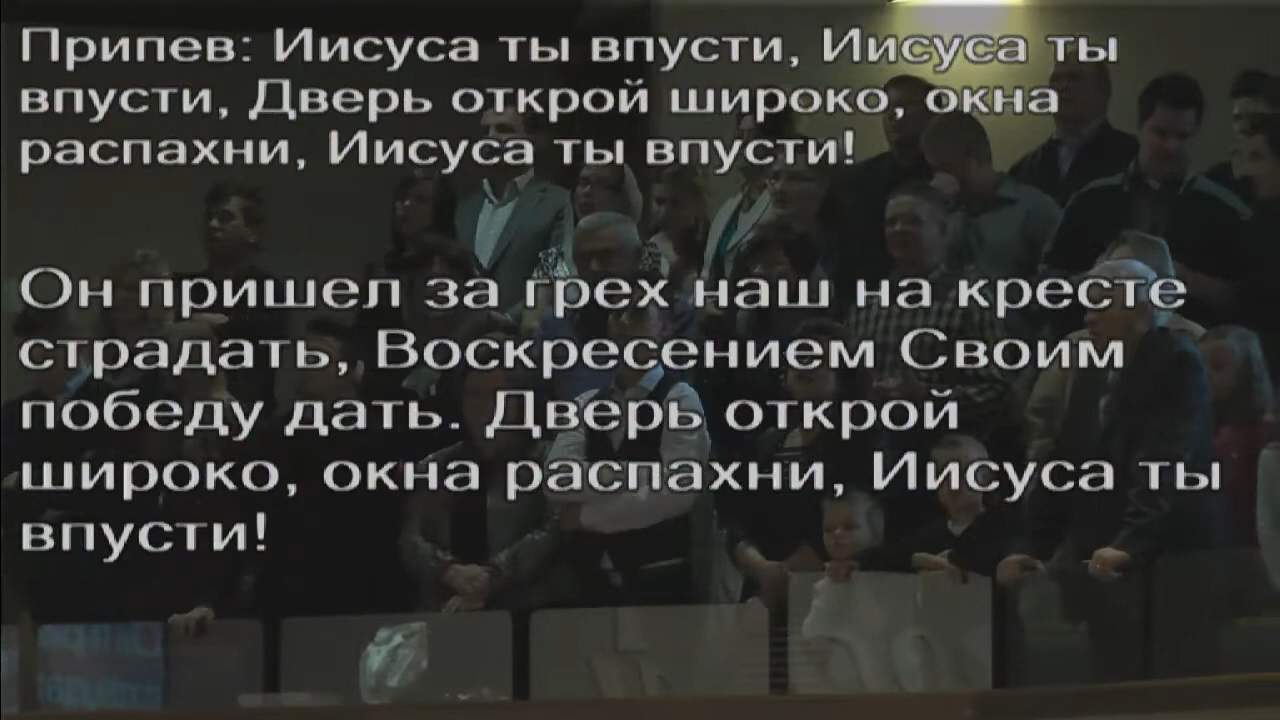 Припев: Иисуса ты впусти, Иисуса ты
впусти, Дверь открой широко, окна
распахни, Иисуса ты впусти!
Он пришел за грех наш на кресте
страдать, Воскресением Своим
победу дать. Дверь открой
широко, окна распахни, Иисуса ты
впусти!